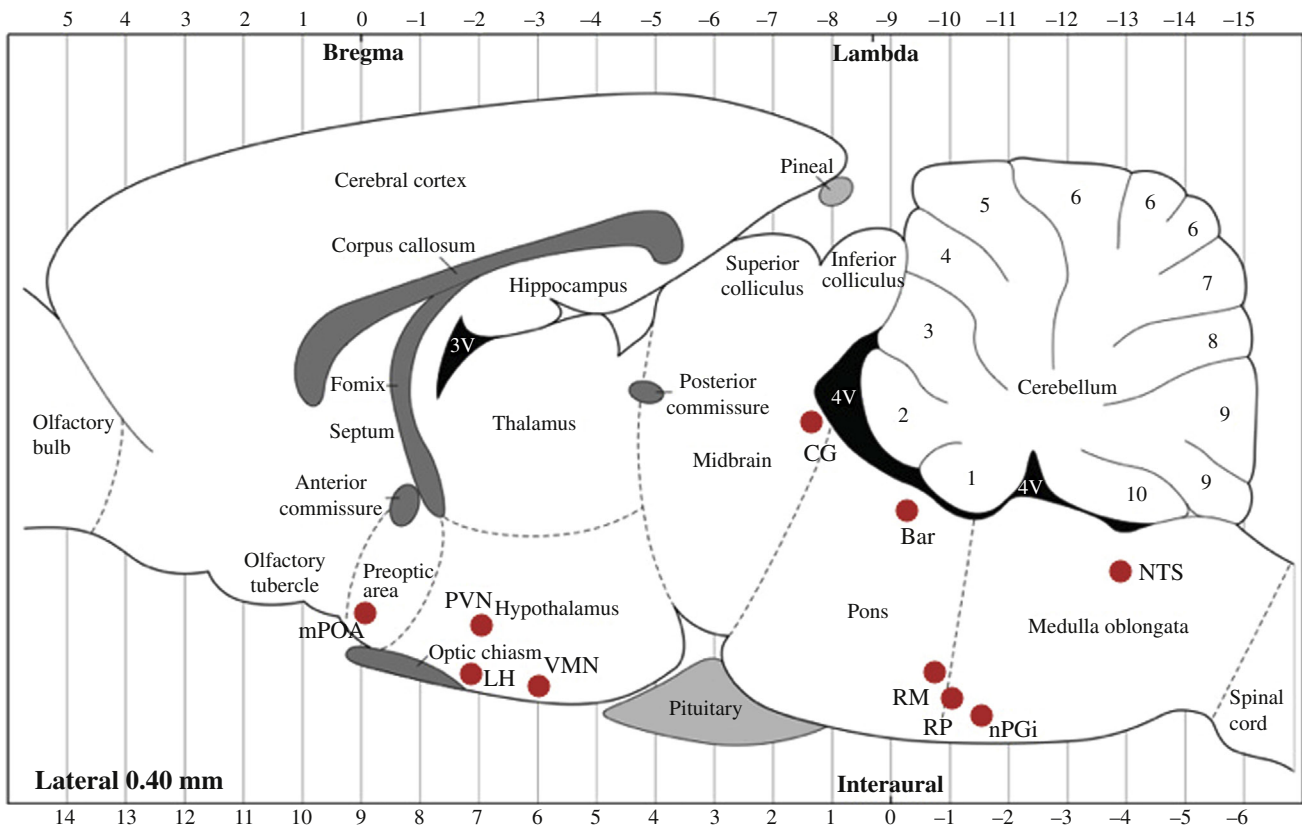 5 4 3 2 1 0 −1 −2 −3 −4 −5 −6 −7 −8 −9 −10 −11 −12 −13 −14 −15
Bregma
Lambda
Pineal
Cerebral cortex
5
6
6
6
Corpus callosum
Superior
colliculus
Inferior
colliculus
4
Hippocampus
7
3V
3
8
Fomix
Posterior
commissure
Cerebellum
4V
Olfactory
bulb
Septum
Thalamus
2
9
CG
Midbrain
Anterior
commissure
1
4V
10
9
Bar
Olfactory
tubercle
Preoptic
area
NTS
PVN
Hypothalamus
Pons
mPOA
Medulla oblongata
Optic chiasm
LH
VMN
RM
Pituitary
RP
nPGi
Spinal
cord
Lateral 0.40 mm
Interaural
14 13 12 11 10 9 8 7 6 5 4 3 2 1 0 −1 −2 −3 −4 −5 −6